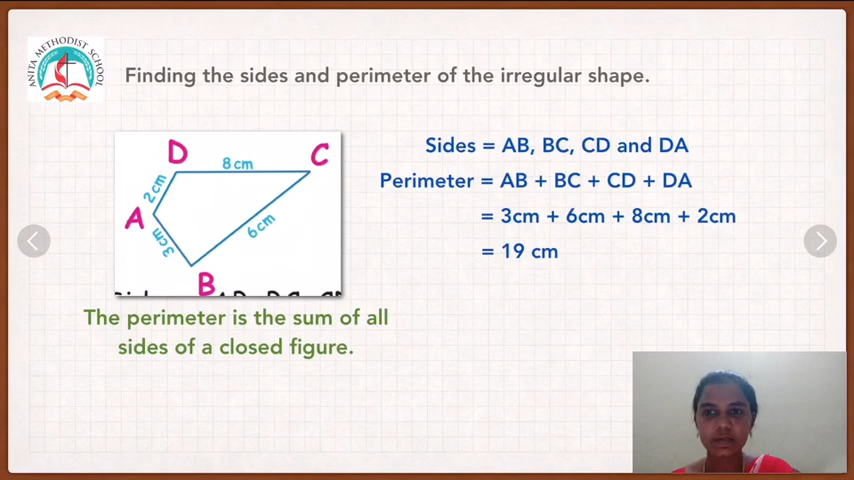 ANITA METHODIST SCHOOL
Finding the sides and perimeter of the irregular shape.
D
8cm
C
2cm
A
3cm
6cm
B
Sides = AB, BC, CD and DA
Perimeter = AB + BC + CD + DA
= 3cm + 6cm + 8cm + 2cm
= 19 cm
The perimeter is the sum of all
sides of a closed figure.